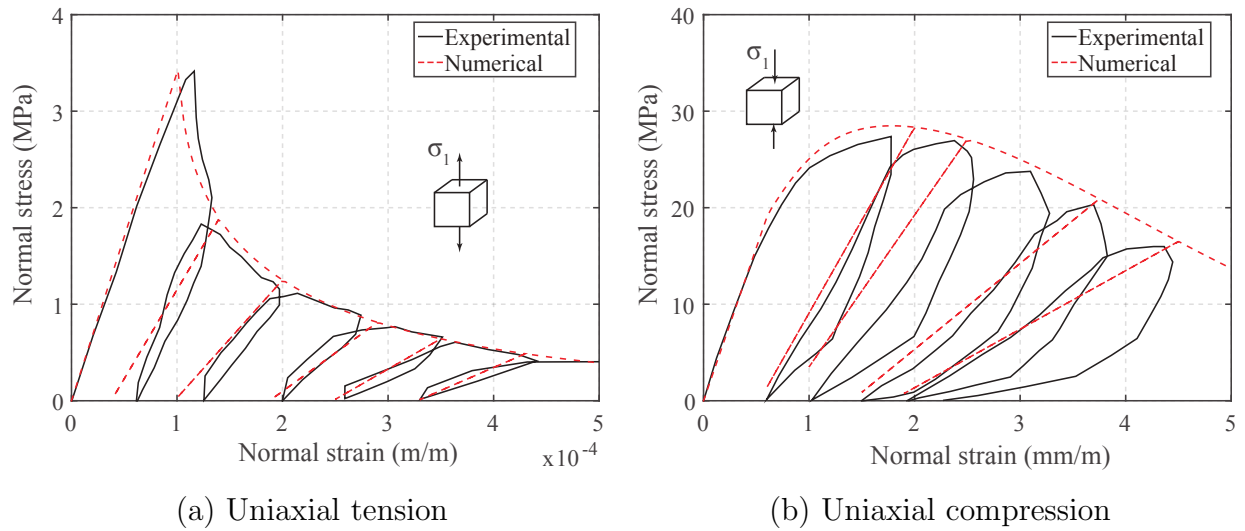 4
3
2
1
0
0
1
2
3
4
5
Normal stress (MPa)
Normal strain (m/m)
x10⁻⁴
Experimental
Numerical
σ₁
(a) Uniaxial tension
40
30
20
10
0
0
1
2
3
4
5
Normal stress (MPa)
Normal strain (mm/m)
Experimental
Numerical
σ₁
(b) Uniaxial compression